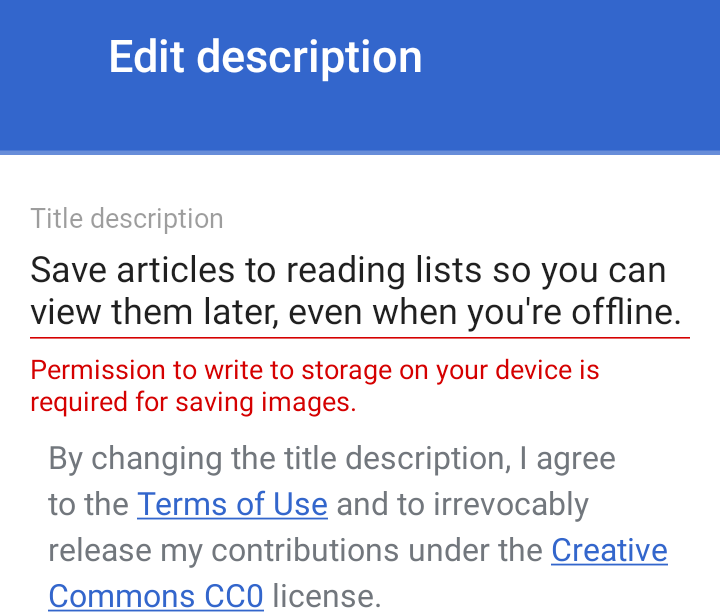 Edit description
Title description
Save articles to reading lists so you can
view them later, even when you're offline.
Permission to write to storage on your device is
required for saving images.
By changing the title description, I agree
to the Terms of Use and to irrevocably
release my contributions under the Creative
Commons CC0 license.